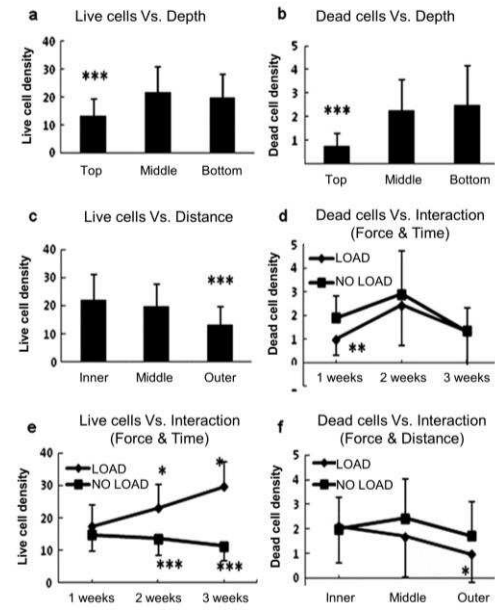 a Live cells Vs. Depth
Live cell density
40
30
20
10
0
***
Top Middle Bottom
b Dead cells Vs. Depth
Dead cell density
5
4
3
2
1
***
Top Middle Bottom
c Live cells Vs. Distance
Live cell density
40
30
20
10
0
***
Inner Middle Outer
d Dead cells Vs. Interaction
(Force & Time)
Dead cell density
5
4
3
2
1
0
-
LOAD
NO LOAD
**
1 weeks 2 weeks 3 weeks
e Live cells Vs. Interaction
(Force & Time)
Live cell density
40
30
20
10
0
LOAD
NO LOAD
* *
*** ***
1 weeks 2 weeks 3 weeks
f Dead cells Vs. Interaction
(Force & Distance)
Dead cell density
5
4
3
2
1
0
LOAD
NO LOAD
*
Inner Middle Outer